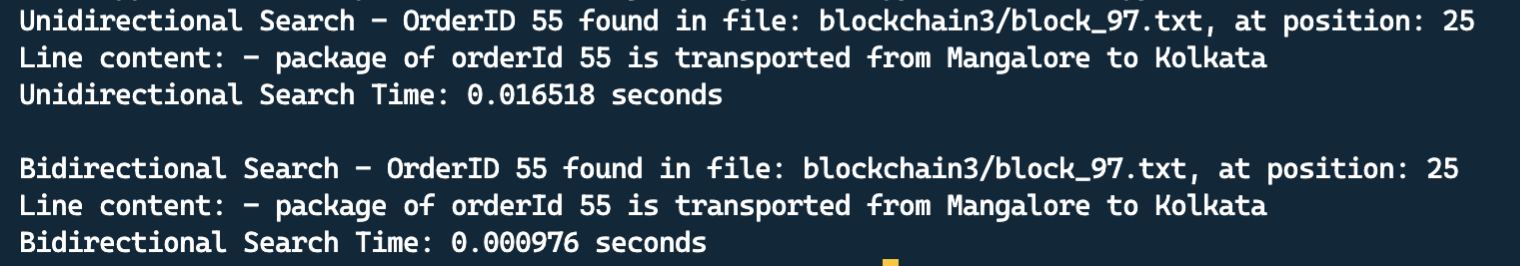 Unidirectional Search – OrderID 55 found in file: blockchain3/block_97.txt, at position: 25
Line content: – package of orderId 55 is transported from Mangalore to Kolkata
Unidirectional Search Time: 0.016518 seconds
Bidirectional Search – OrderID 55 found in file: blockchain3/block_97.txt, at position: 25
Line content: – package of orderId 55 is transported from Mangalore to Kolkata
Bidirectional Search Time: 0.000976 seconds